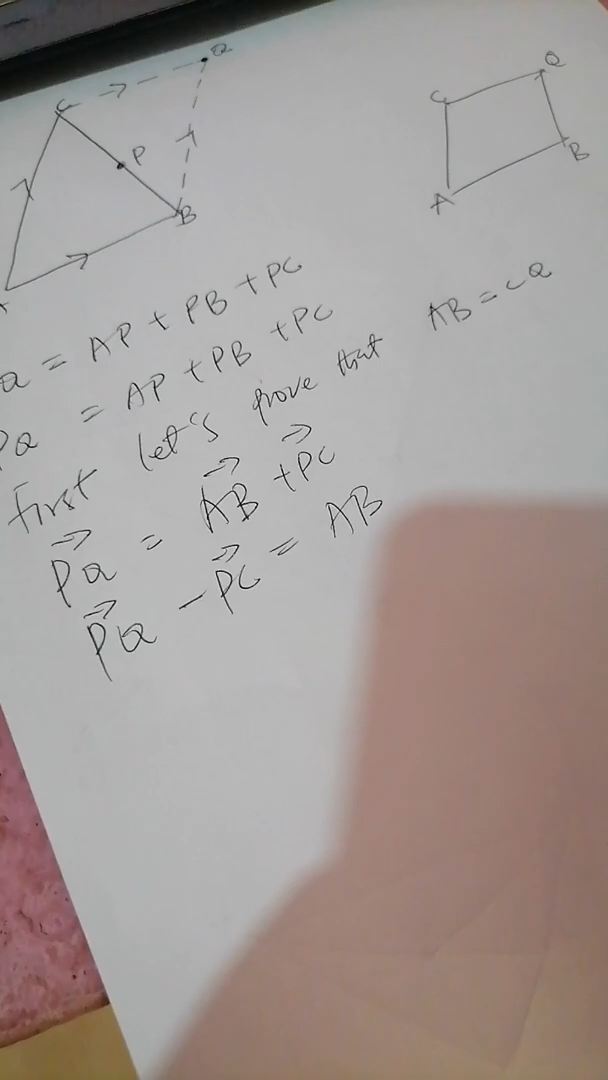 Q
C
P
B
C
Q
A
B
Q = AP + PB + PC
PQ = AP + PB + PC
First let's prove that AB = CQ
PQ = AB + PC
PQ - PC = AB